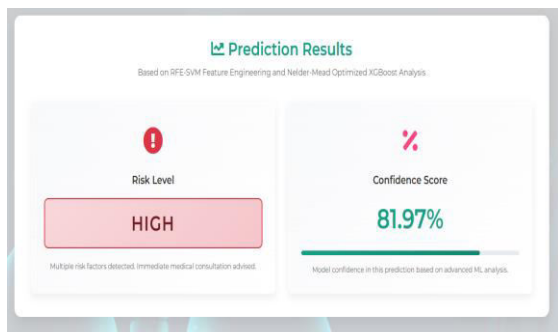 Prediction Results
Based on RFE-SVM Feature Engineering and Nelder-Mead Optimized XGBoost Analysis
Risk Level
HIGH
Multiple risk factors detected. Immediate medical consultation advised.
Confidence Score
81.97%
Model confidence in this prediction based on advanced ML analysis.